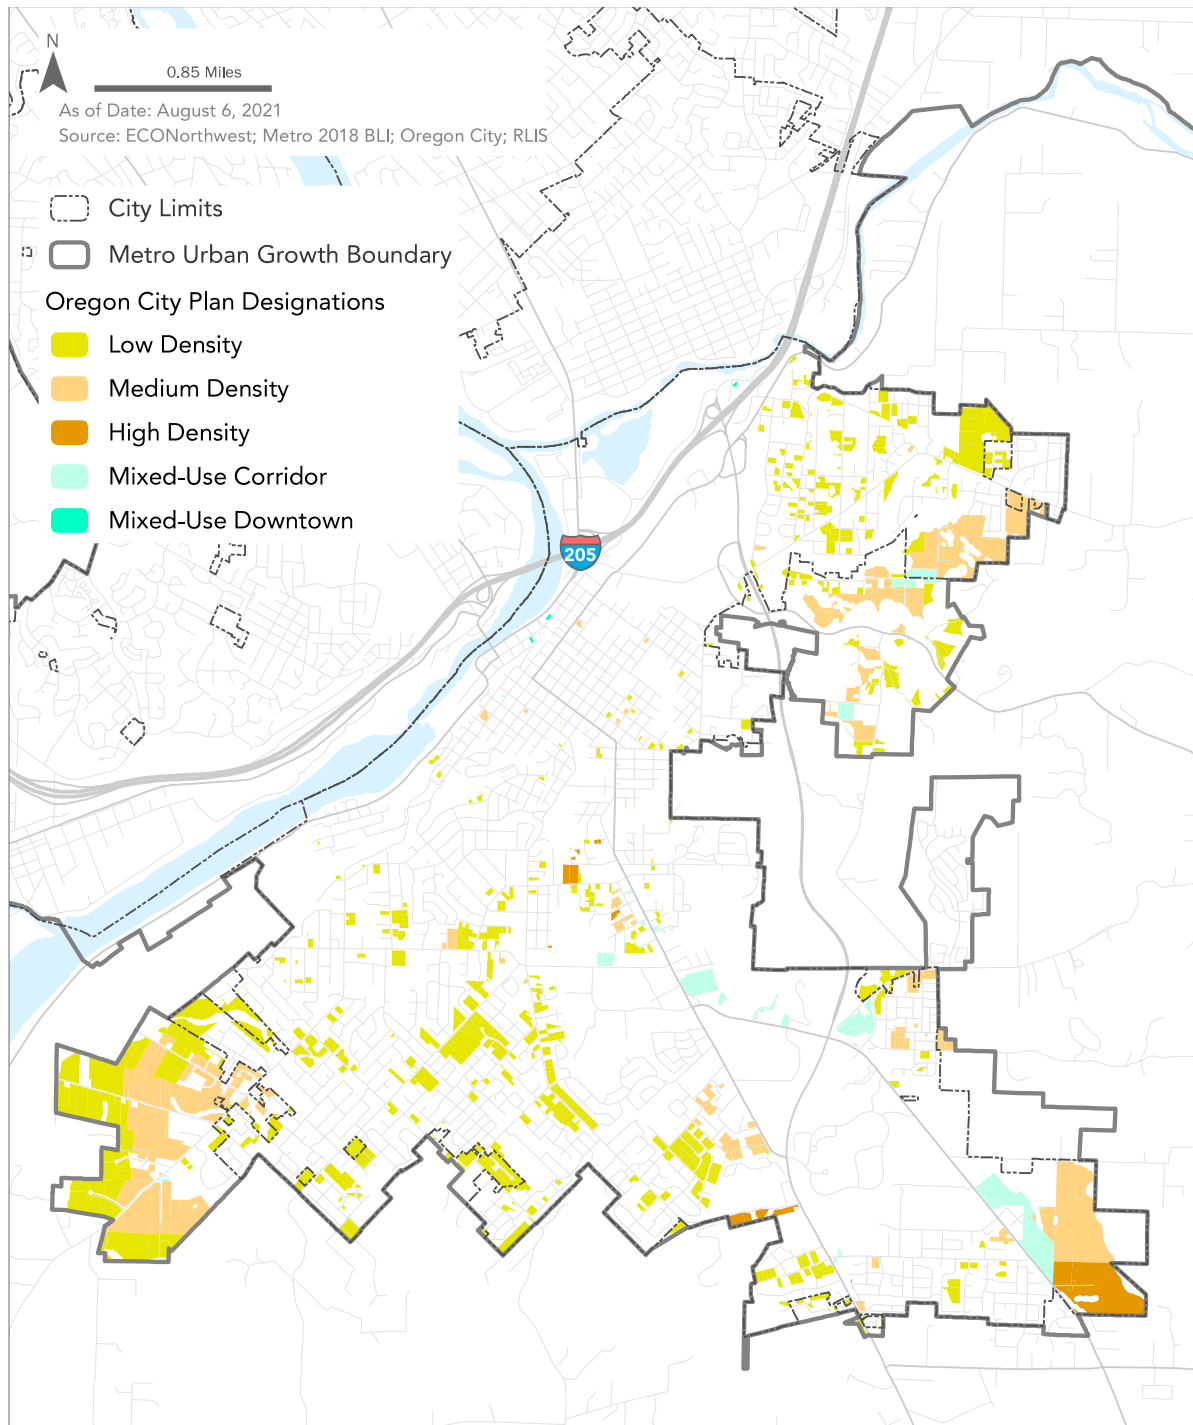 N
0.85 Miles
As of Date: August 6, 2021
Source: ECONorthwest; Metro 2018 BLI; Oregon City; RLIS
City Limits
Metro Urban Growth Boundary
Oregon City Plan Designations
Low Density
Medium Density
High Density
Mixed-Use Corridor
Mixed-Use Downtown
205